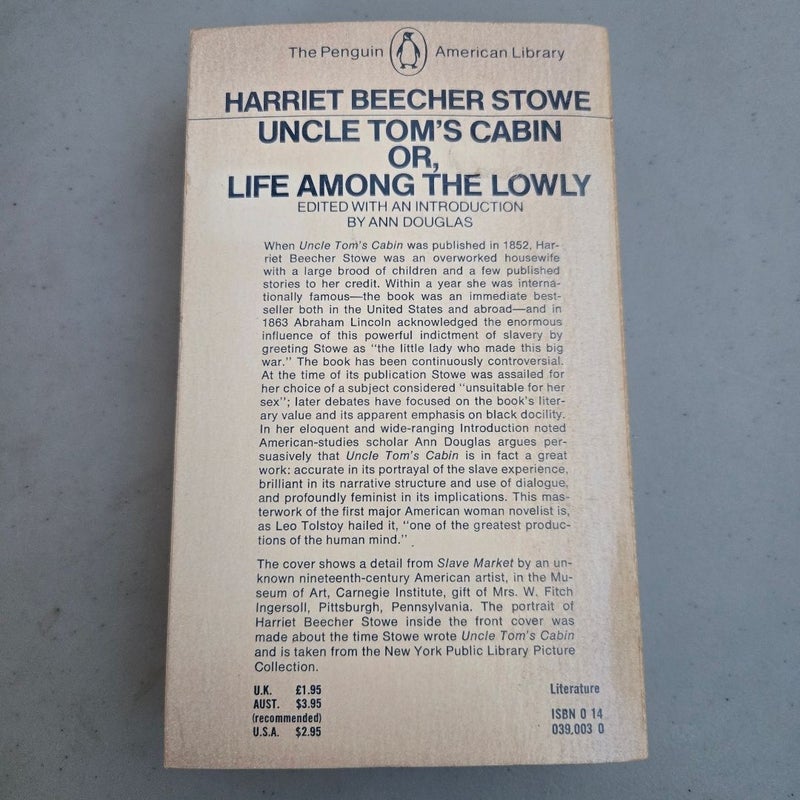 The Penguin American Library
HARRIET BEECHER STOWE
UNCLE TOM'S CABIN
OR,
LIFE AMONG THE LOWLY
EDITED WITH AN INTRODUCTION
BY ANN DOUGLAS
When Uncle Tom's Cabin was published in 1852, Har-
riet Beecher Stowe was an overworked housewife
with a large brood of children and a few published
stories to her credit. Within a year she was interna-
tionally famous—the book was an immediate best-
seller both in the United States and abroad—and in
1863 Abraham Lincoln acknowledged the enormous
influence of this powerful indictment of slavery by
greeting Stowe as "the little lady who made this big
war." The book has been continuously controversial.
At the time of its publication Stowe was assailed for
her choice of a subject considered "unsuitable for her
sex"; later debates have focused on the book's liter-
ary value and its apparent emphasis on black docility.
In her eloquent and wide-ranging Introduction noted
American-studies scholar Ann Douglas argues per-
suasively that Uncle Tom's Cabin is in fact a great
work: accurate in its portrayal of the slave experience,
brilliant in its narrative structure and use of dialogue,
and profoundly feminist in its implications. This mas-
terwork of the first major American woman novelist is,
as Leo Tolstoy hailed it, "one of the greatest produc-
tions of the human mind."
The cover shows a detail from Slave Market by an un-
known nineteenth-century American artist, in the Mu-
seum of Art, Carnegie Institute, gift of Mrs. W. Fitch
Ingersoll, Pittsburgh, Pennsylvania. The portrait of
Harriet Beecher Stowe inside the front cover was
made about the time Stowe wrote Uncle Tom's Cabin
and is taken from the New York Public Library Picture
Collection.
U.K. £1.95
AUST. $3.95
(recommended)
U.S.A. $2.95
Literature
ISBN 0 14
039.003 0